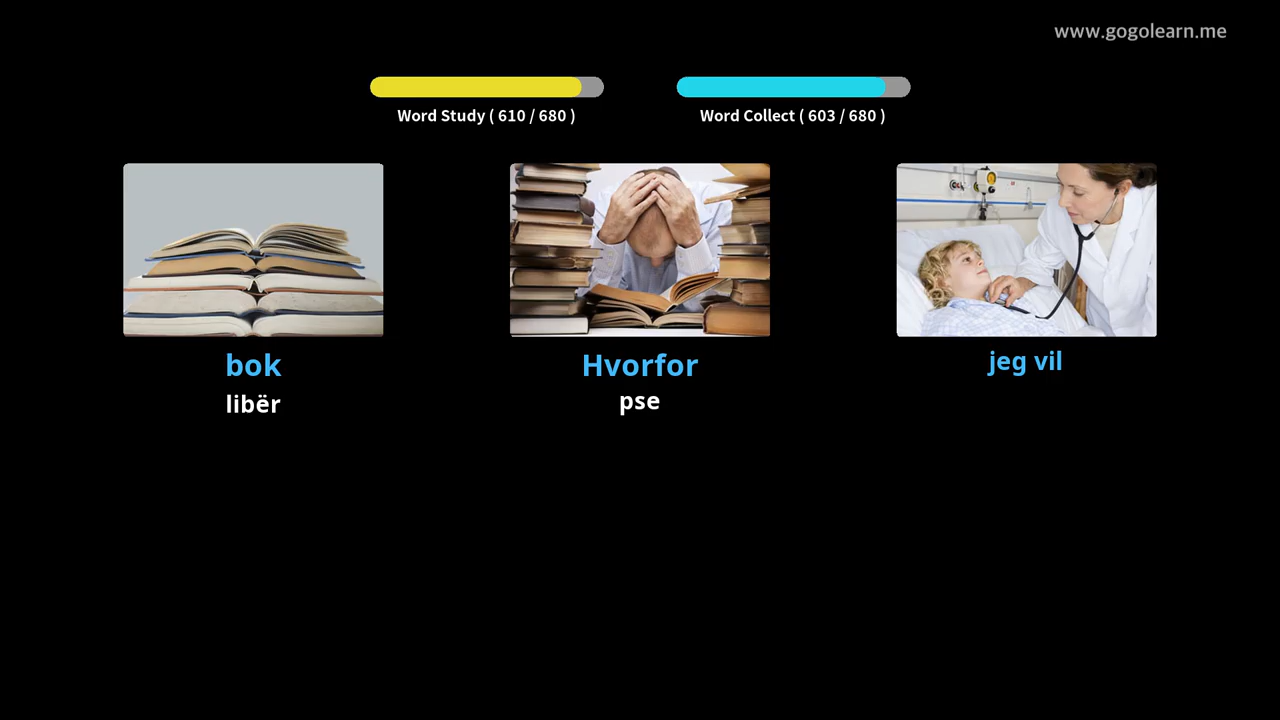 www.gogolearn.me
Word Study ( 610 / 680 )
Word Collect ( 603 / 680 )
bok
libër
Hvorfor
pse
jeg vil